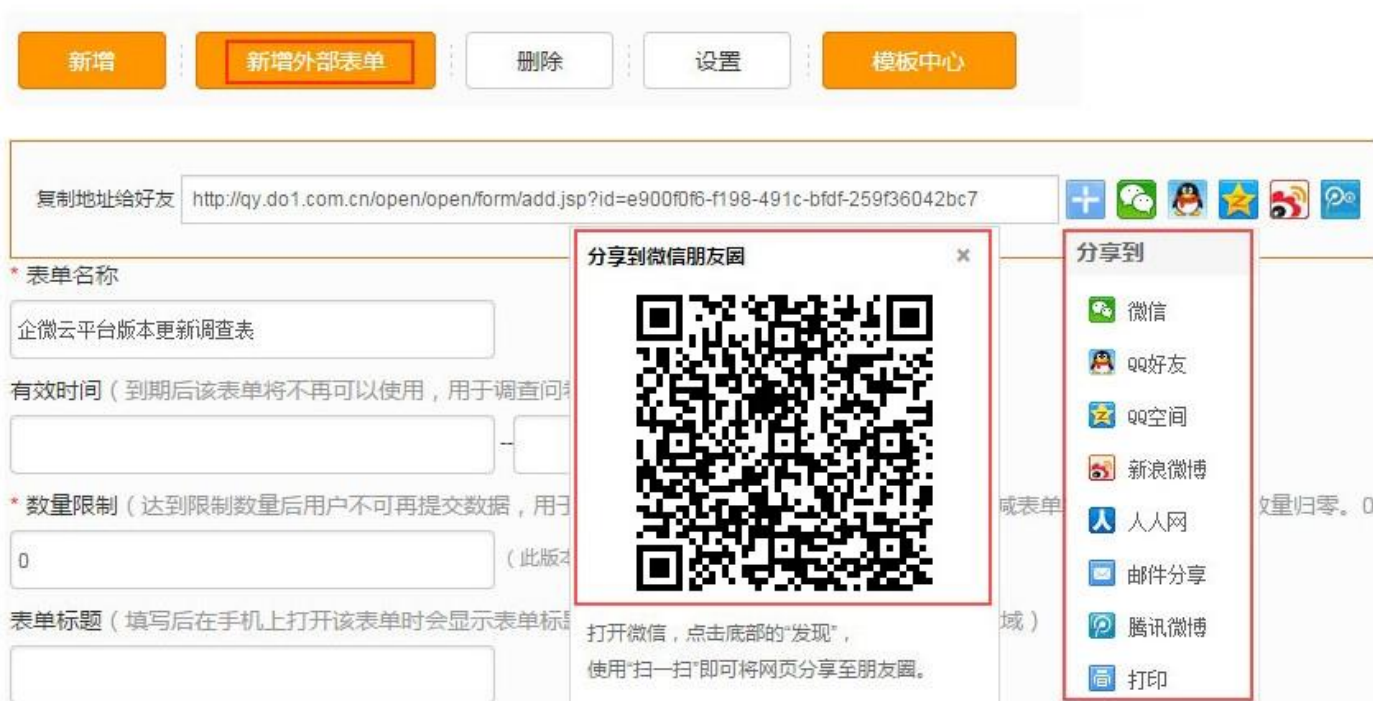 新增 新增外部表单 删除 设置 模板中心
复制地址给好友 http://qy.do1.com.cn/open/open/form/add.jsp?id=e900f0f6-f198-491c-bfdf-259f36042bc7
分享到微信朋友圈 ×
分享到
* 表单名称
微信
企微云平台版本更新调查表
QQ好友
有效时间（到期后该表单将不再可以使用，用于调查问
QQ空间
--
新浪微博
* 数量限制（达到限制数量后用户不可再提交数据，用于 减表单 数量归零。0
人人网
0 （此版本
邮件分享
表单标题（填写后在手机上打开该表单时会显示表单标题 域）
腾讯微博
打开微信，点击底部的“发现”，
使用“扫一扫”即可将网页分享至朋友圈。
打印